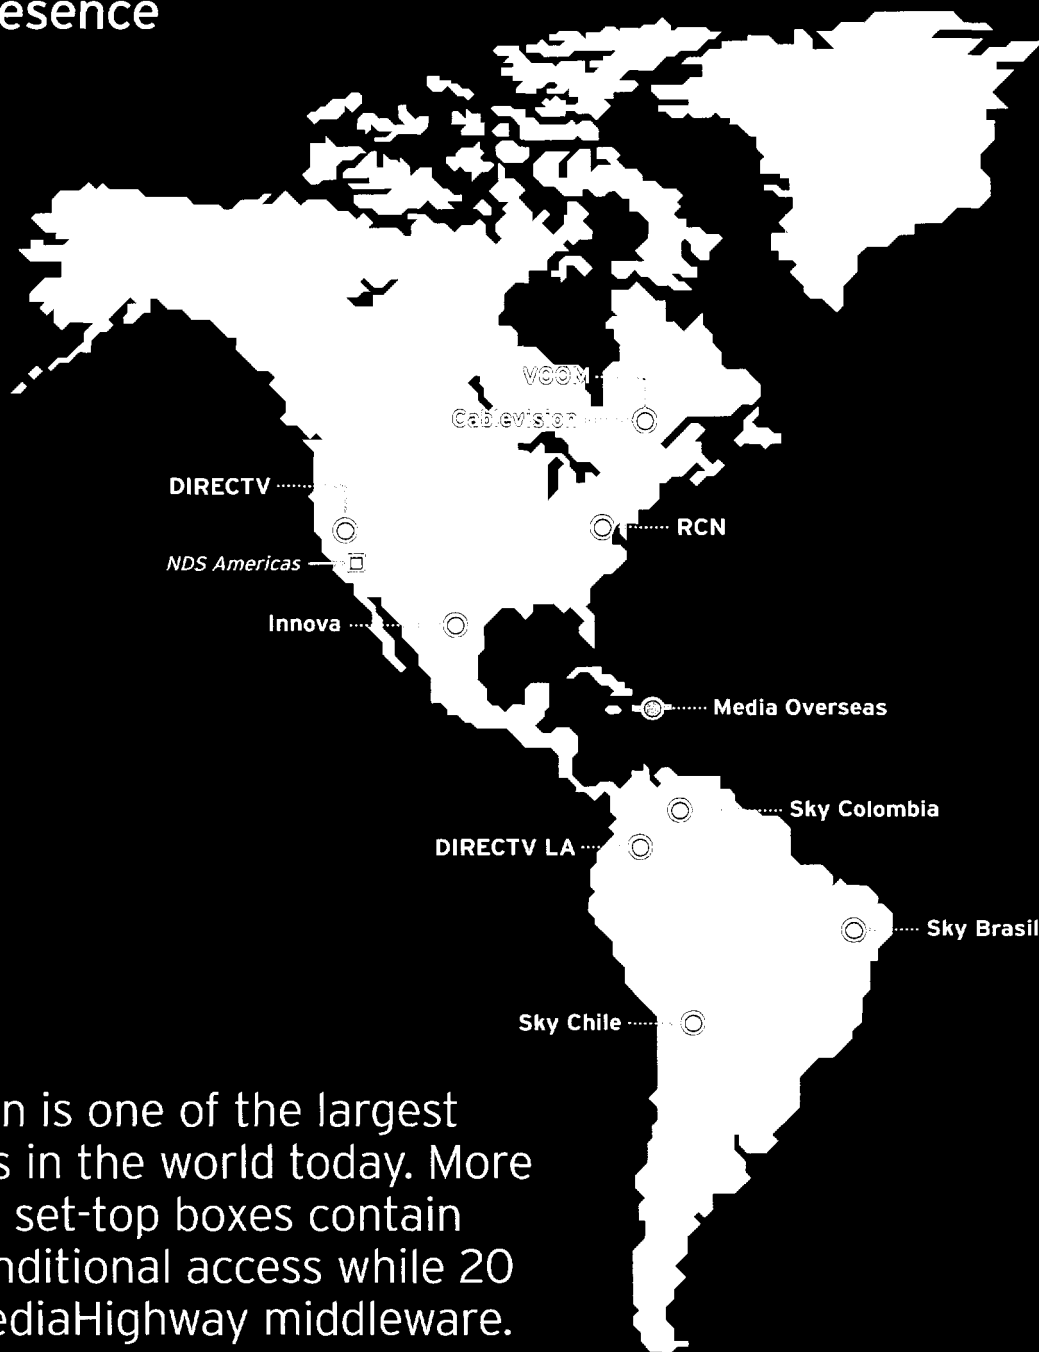 esence
VOOM
Cablevision
DIRECTV
RCN
NDS Americas
Innova
Media Overseas
Sky Colombia
DIRECTV LA
Sky Brasil
Sky Chile
n is one of the largest
s in the world today. More
set-top boxes contain
nditional access while 20
ediaHighway middleware.